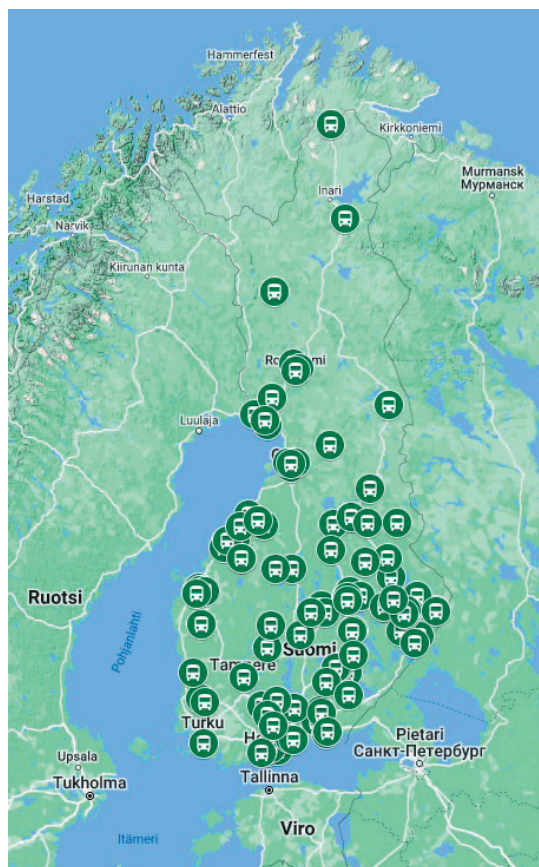 Hammerfest
Alattio
Kirkkoniemi
Murmansk
Мурманск
Harstad
Inari
Narvik
Kiirunan kunta
Luulaja
Ruotsi
Pohjanlahti
Suomi
Tampere
Turku
Pietari
Санкт-Петербург
Upsala
Tukholma
Tallinna
Itämeri
Viro